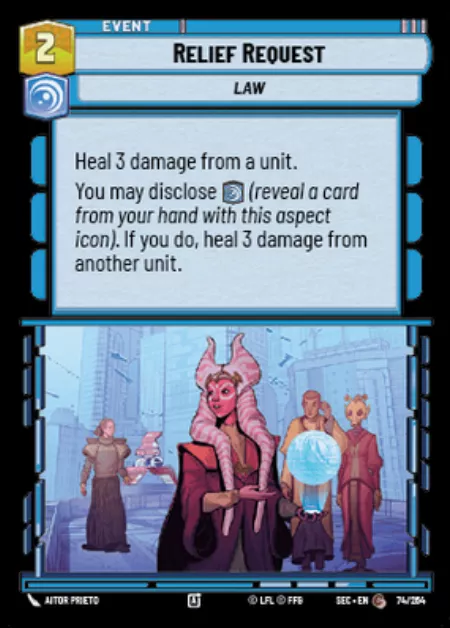 EVENT
2
RELIEF REQUEST
LAW
Heal 3 damage from a unit.
You may disclose (reveal a card
from your hand with this aspect
icon). If you do, heal 3 damage from
another unit.
AITOR PRIETO
© LFL © FFG
SEC • EN
74/264